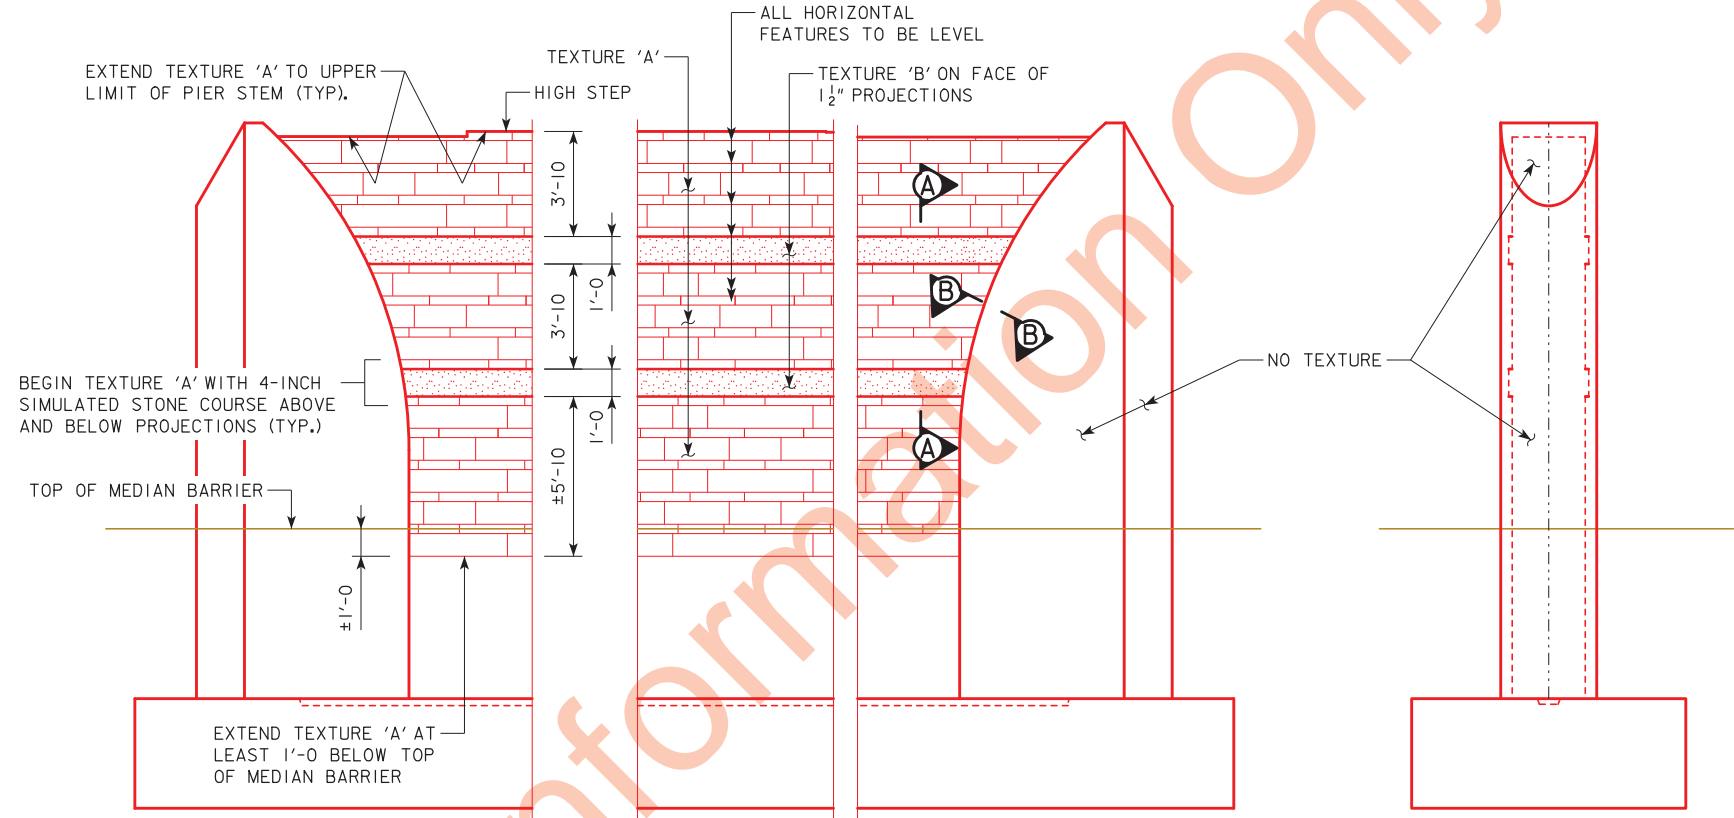 ALL HORIZONTAL
FEATURES TO BE LEVEL
TEXTURE 'A'
EXTEND TEXTURE 'A' TO UPPER
LIMIT OF PIER STEM (TYP).
HIGH STEP
TEXTURE 'B' ON FACE OF
1 1/2" PROJECTIONS
3'-10
1'-0
3'-10
1'-0
±5'-10
A
B
B
A
NO TEXTURE
BEGIN TEXTURE 'A' WITH 4-INCH
SIMULATED STONE COURSE ABOVE
AND BELOW PROJECTIONS (TYP.)
TOP OF MEDIAN BARRIER
±1'-0
EXTEND TEXTURE 'A' AT
LEAST 1'-0 BELOW TOP
OF MEDIAN BARRIER
nformation Only